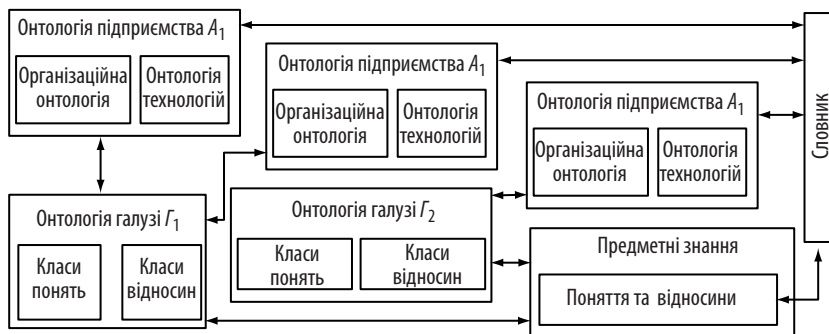 Онтологія підприємства A1
Організаційна
онтологія
Онтологія
технологій
Онтологія підприємства A1
Організаційна
онтологія
Онтологія
технологій
Онтологія підприємства A1
Організаційна
онтологія
Онтологія
технологій
Словник
Онтологія галузі Г1
Класи
понять
Класи
відносин
Онтологія галузі Г2
Класи
понять
Класи
відносин
Предметні знання
Поняття та відносини